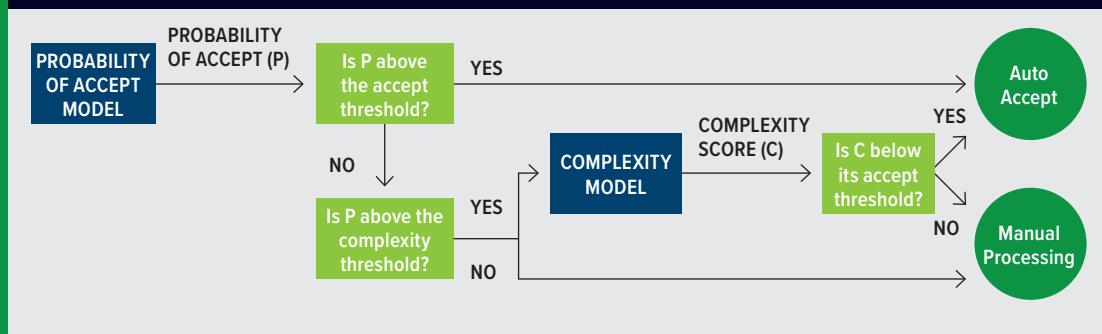 PROBABILITY
OF ACCEPT
MODEL
PROBABILITY
OF ACCEPT (P)
Is P above
the accept
threshold?
YES
Auto
Accept
NO
Is P above the
complexity
threshold?
YES
NO
COMPLEXITY
MODEL
COMPLEXITY
SCORE (C)
Is C below
its accept
threshold?
YES
NO
Manual
Processing